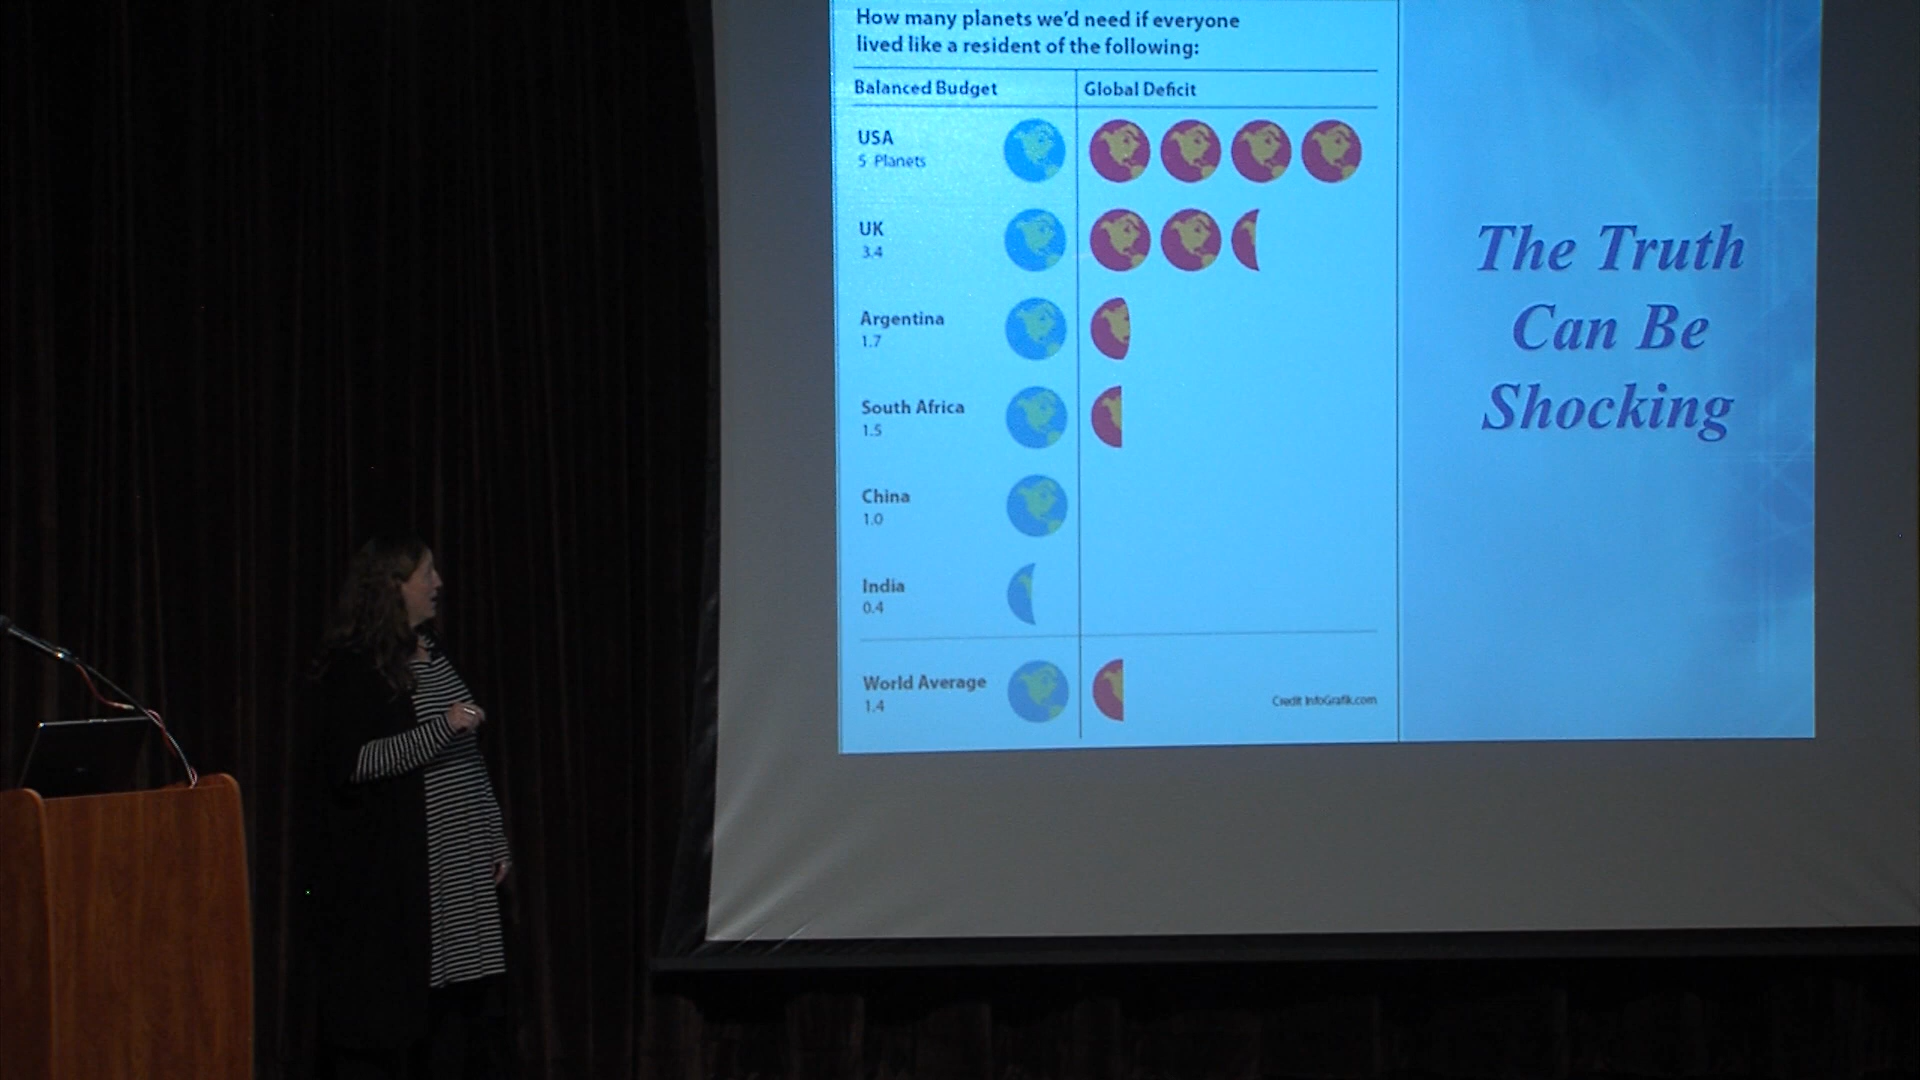 How many planets we'd need if everyone
lived like a resident of the following:
Balanced Budget
Global Deficit
USA
5 Planets
UK
3.4
Argentina
1.7
South Africa
1.5
China
1.0
India
0.4
World Average
1.4
Credit InfoGrafik.com
The Truth
Can Be
Shocking